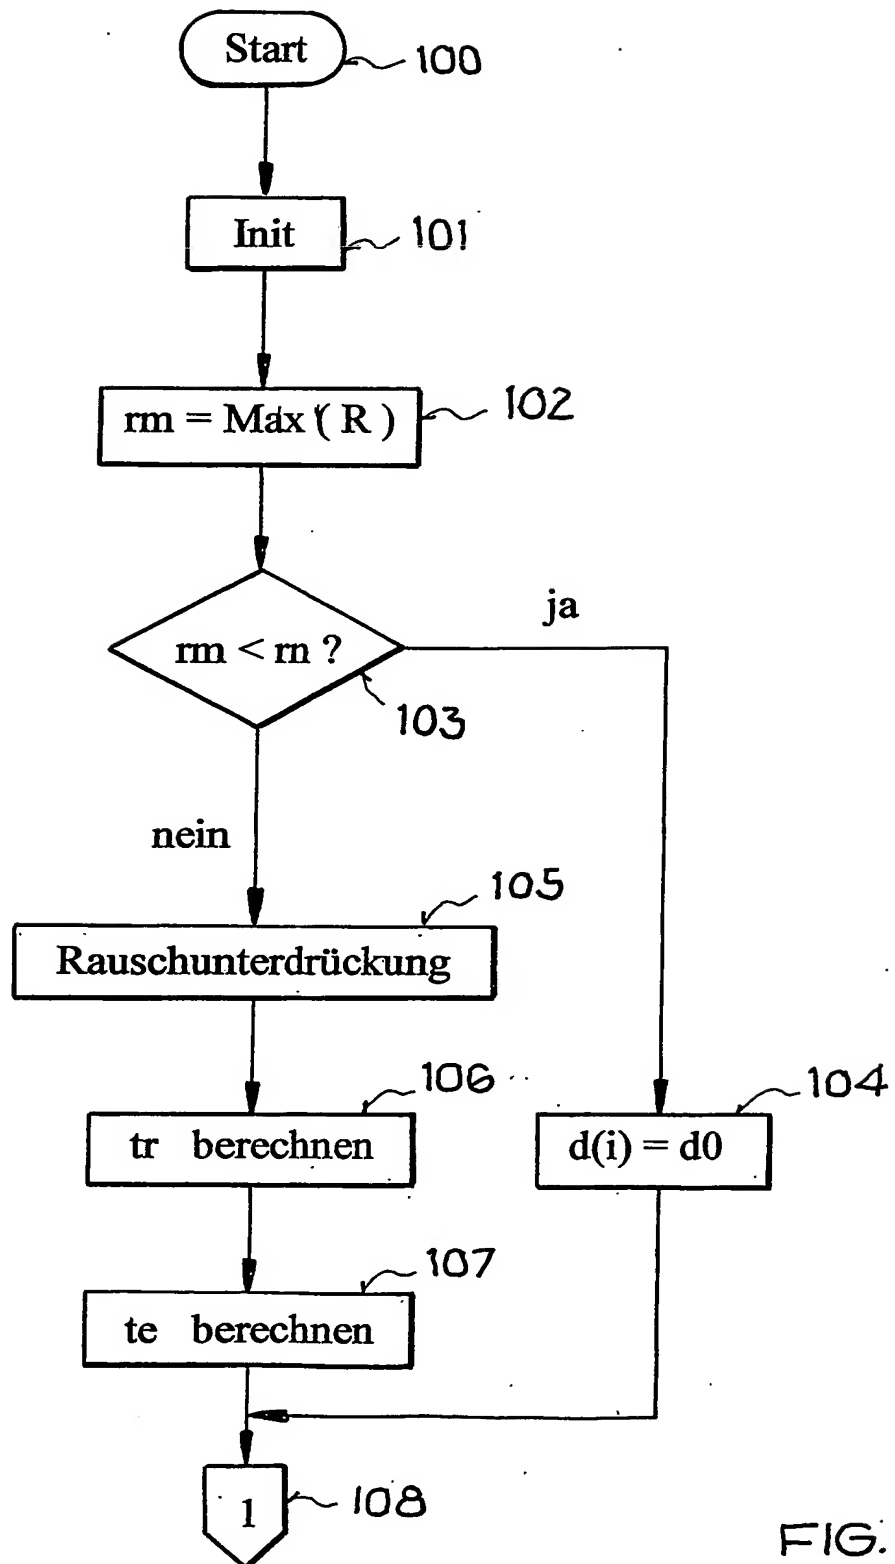 Start
100
Init
101
rm = Max ( R )
102
rm < rn ?
ja
103
nein
105
Rauschunterdrückung
106
104
tr berechnen
d(i) = d0
107
te berechnen
1
108
FIG.